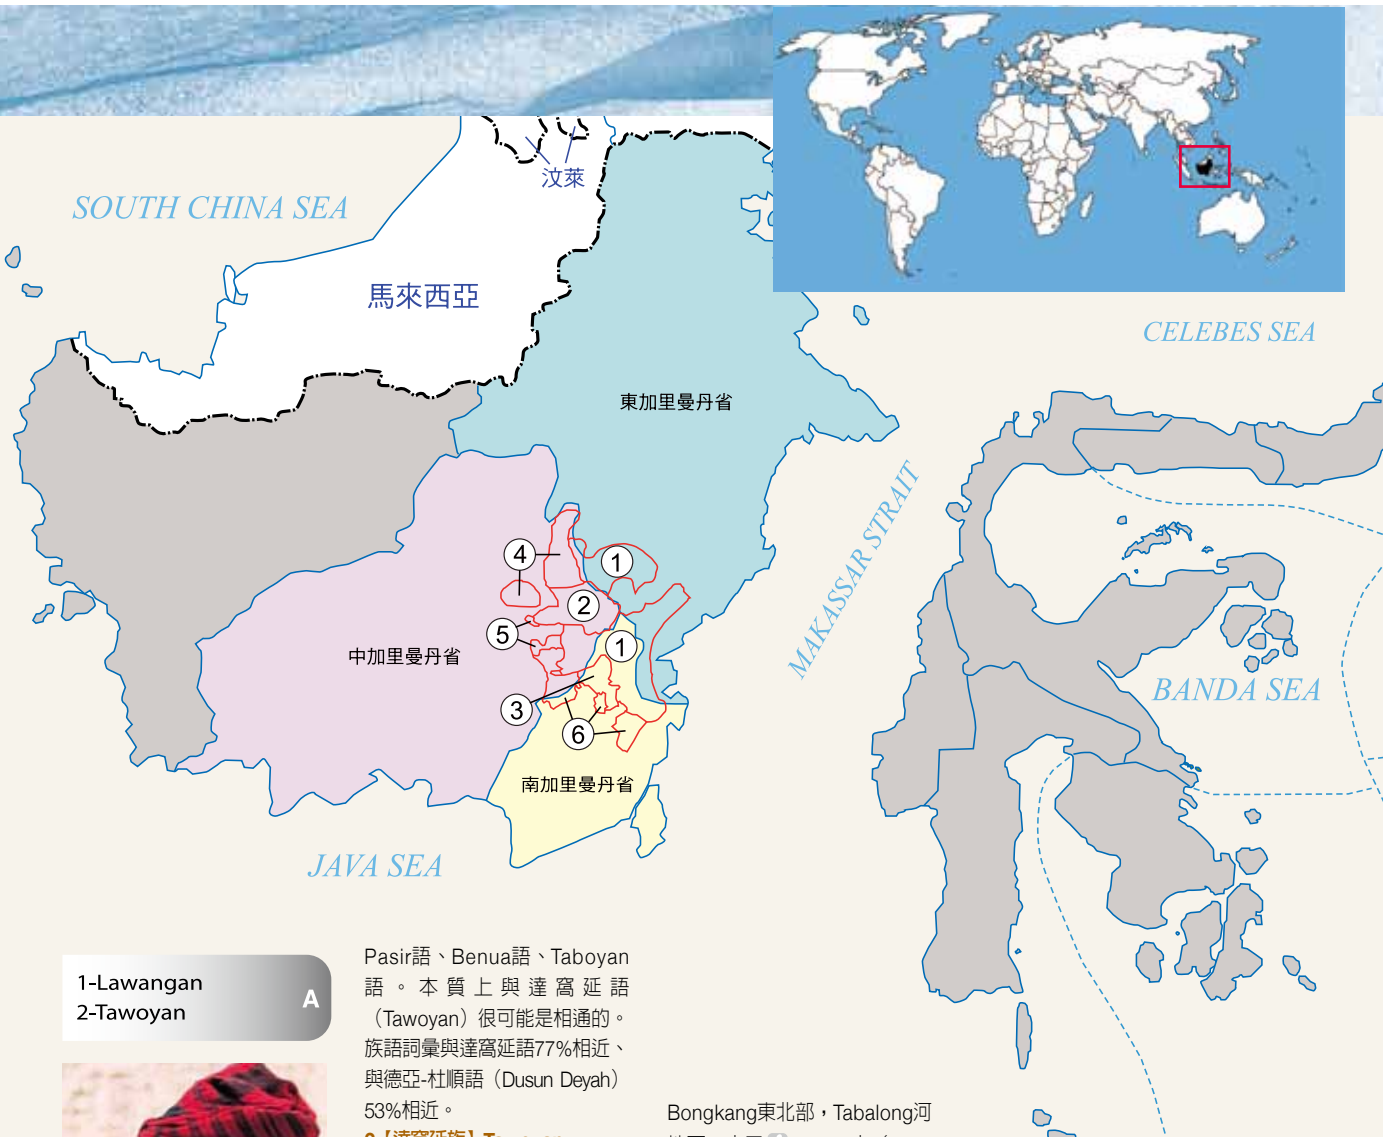 汶萊
SOUTH CHINA SEA
馬來西亞
CELEBES SEA
東加里曼丹省
MAKASSAR STRAIT
4
1
2
5
1
中加里曼丹省
3
6
BANDA SEA
南加里曼丹省
JAVA SEA
1-Lawangan
2-Tawoyan
A
Pasir語、Benua語、Taboyan
語。本質上與達窩延語
（Tawoyan）很可能是相通的。
族語詞彙與達窩延語77%相近、
與德亞-杜順語（Dusun Deyah）
53%相近。
Bongkang東北部，Tabalong河